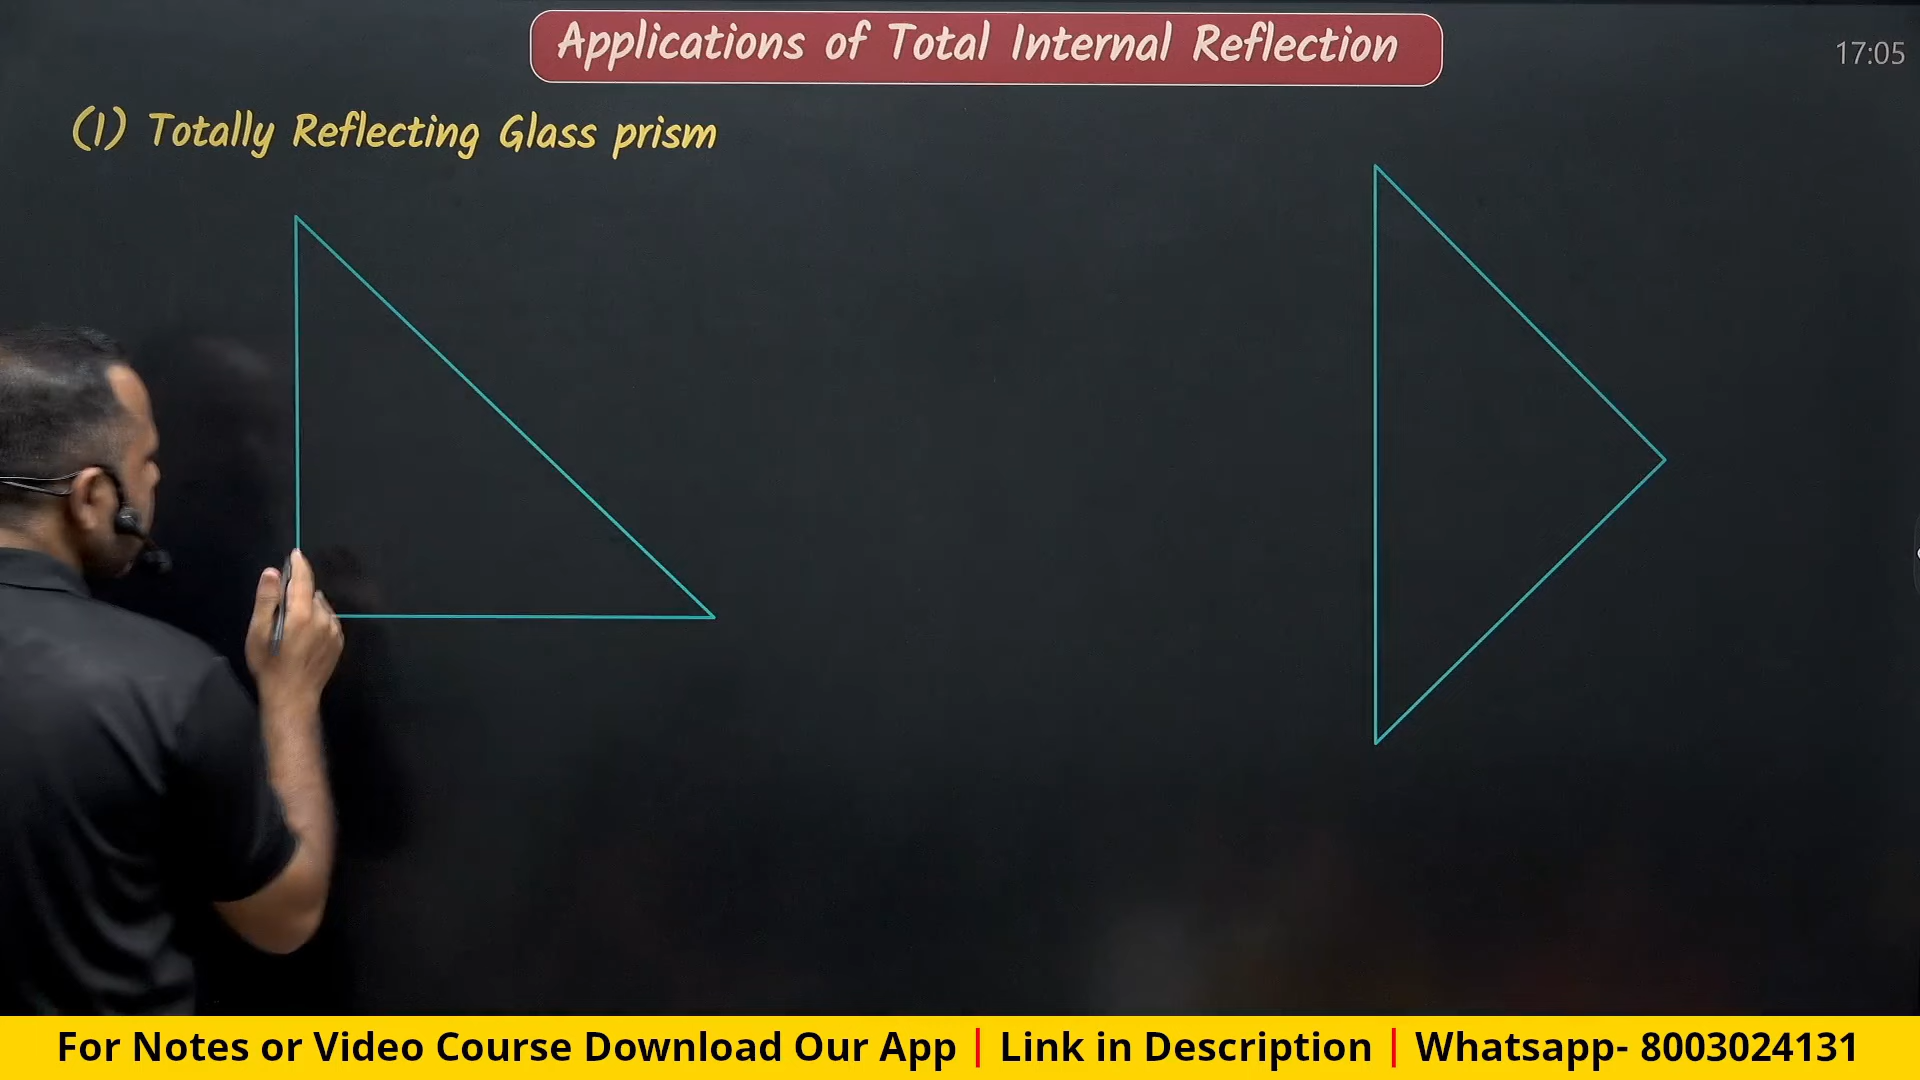 Applications of Total Internal Reflection
17:05
(1) Totally Reflecting Glass prism
For Notes or Video Course Download Our App | Link in Description | Whatsapp- 8003024131